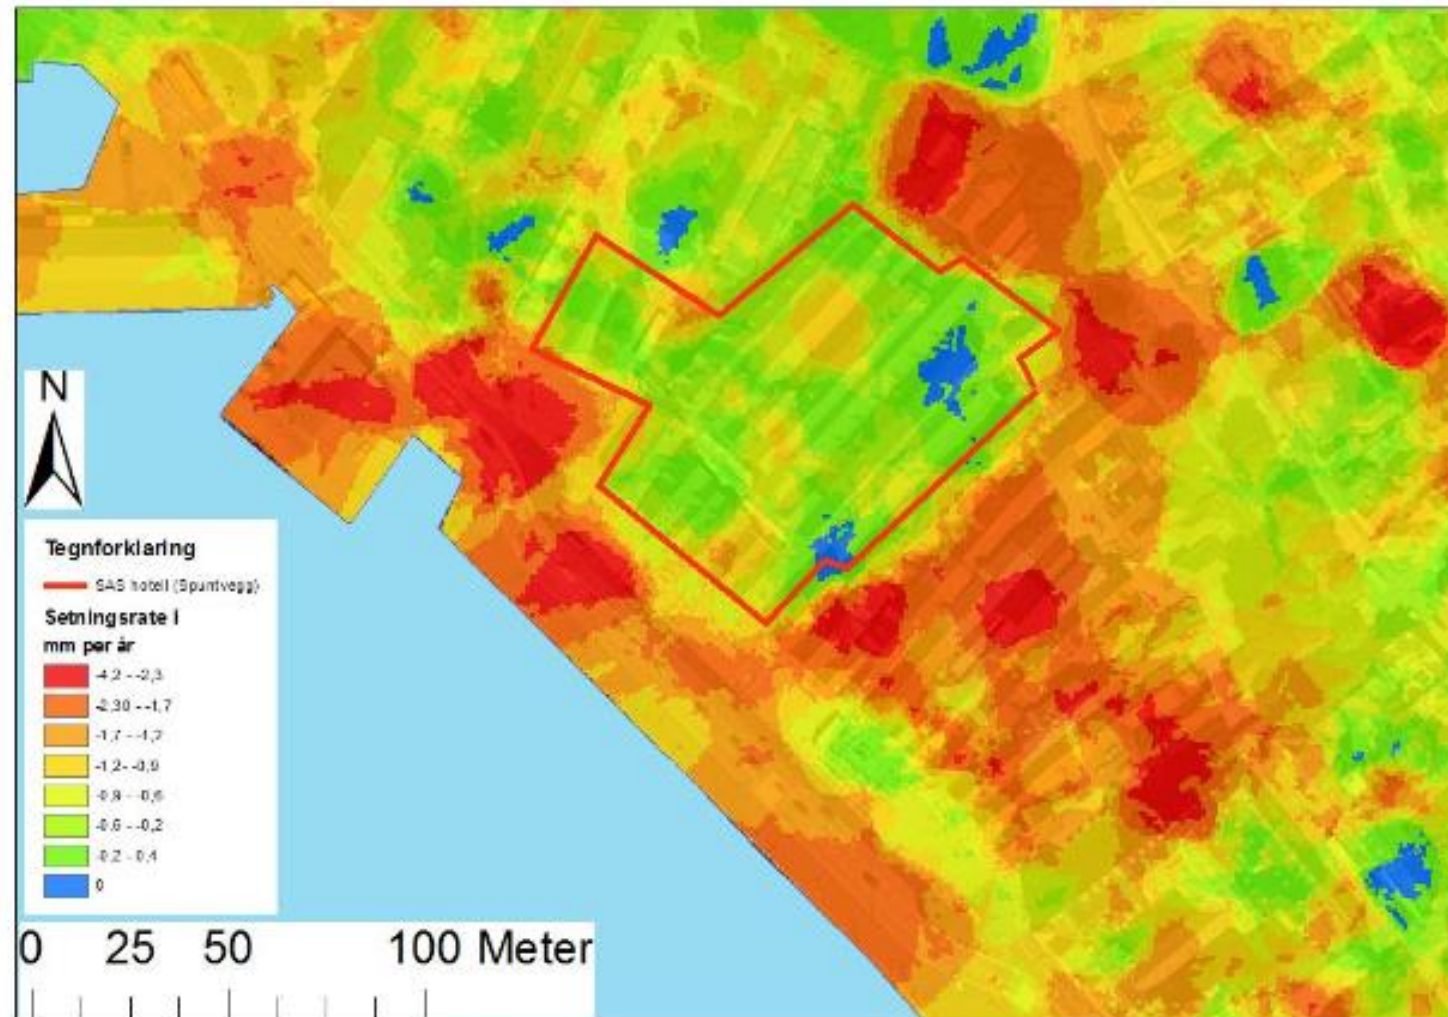 N
Tegnforklaring
SAS hotell (Spuntvegg)
Setningsrate i
mm per år
-4,2 - -2,3
-2,30 - -1,7
-1,7 - -1,2
-1,2 - -0,9
-0,9 - -0,6
-0,6 - -0,2
-0,2 - 0,4
0
0 25 50 100 Meter